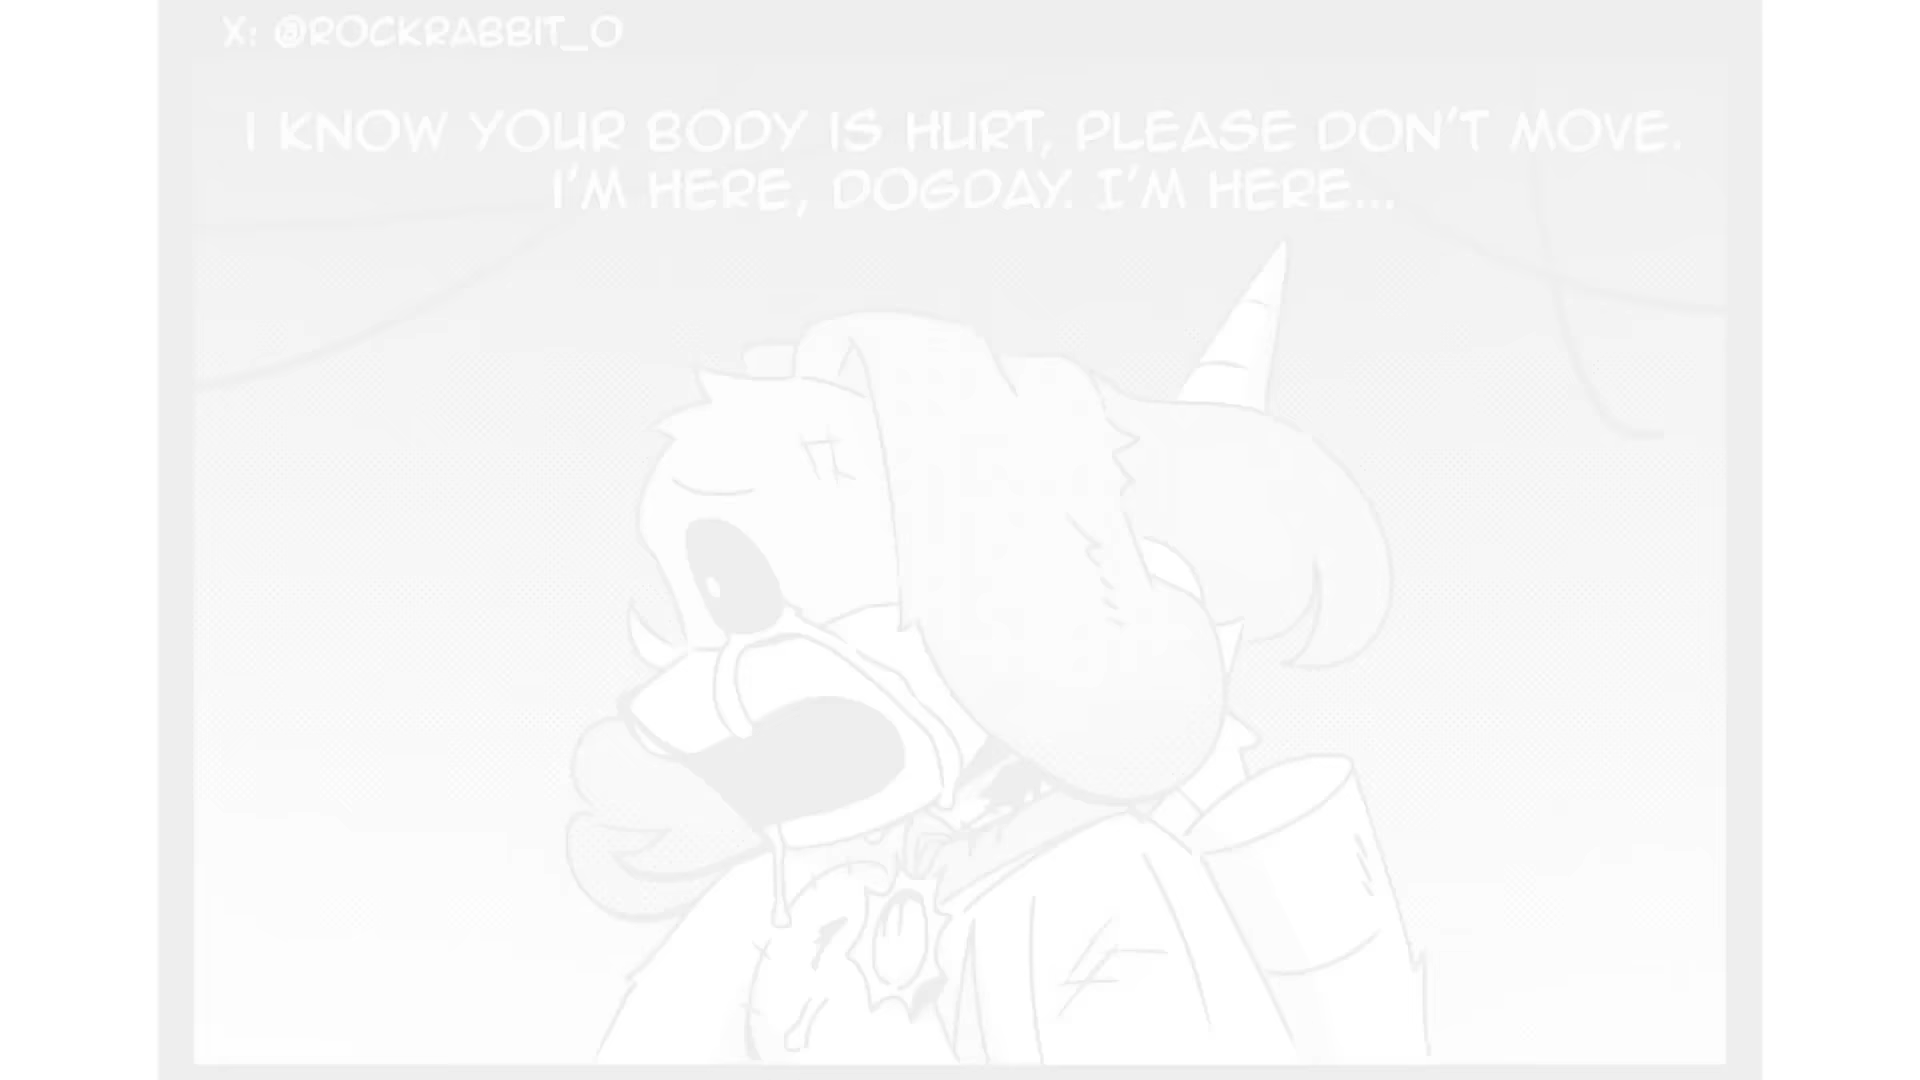 X: @ROCKRABBIT_O
I KNOW YOUR BODY IS HURT, PLEASE DON'T MOVE.
I'M HERE, DOGDAY. I'M HERE...